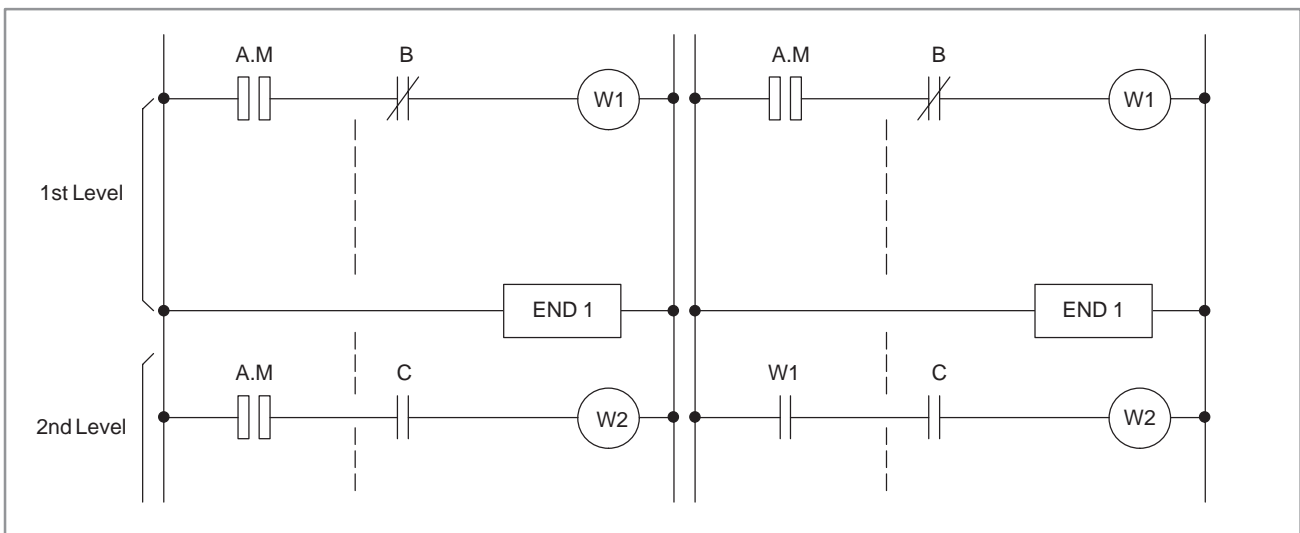 A.M B A.M B
W1 W1
1st Level
END 1 END 1
A.M C W1 C
2nd Level W2 W2